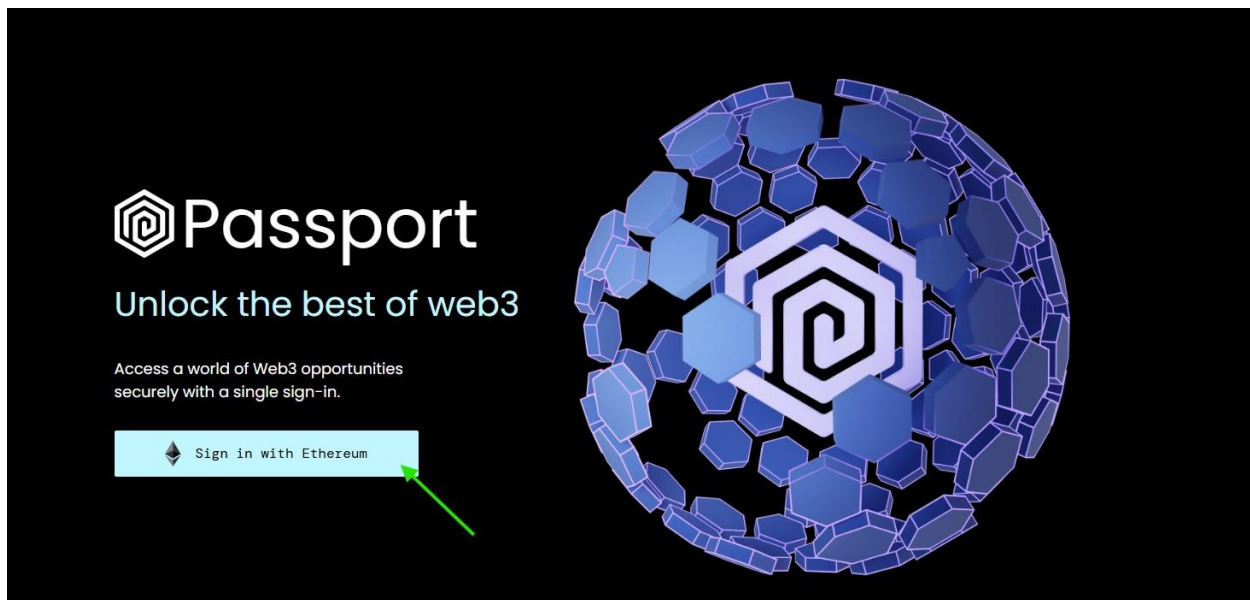 Passport
Unlock the best of web3
Access a world of Web3 opportunities
securely with a single sign-in.
Sign in with Ethereum